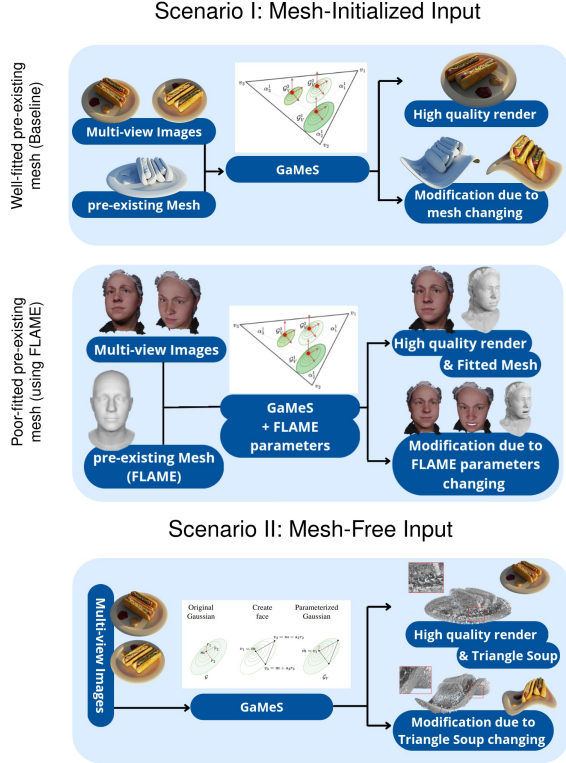 Scenario I: Mesh-Initialized Input
Well-fitted pre-existing
mesh (Baseline)
Multi-view Images
pre-existing Mesh
GaMeS
High quality render
Modification due to
mesh changing
Poor-fitted pre-existing
mesh (using FLAME)
Multi-view Images
pre-existing Mesh
(FLAME)
GaMeS
+ FLAME
parameters
High quality render
& Fitted Mesh
Modification due to
FLAME parameters
changing
Scenario II: Mesh-Free Input
Multi-view Images
Original
Gaussian
Create
face
Parameterized
Gaussian
GaMeS
High quality render
& Triangle Soup
Modification due to
Triangle Soup changing